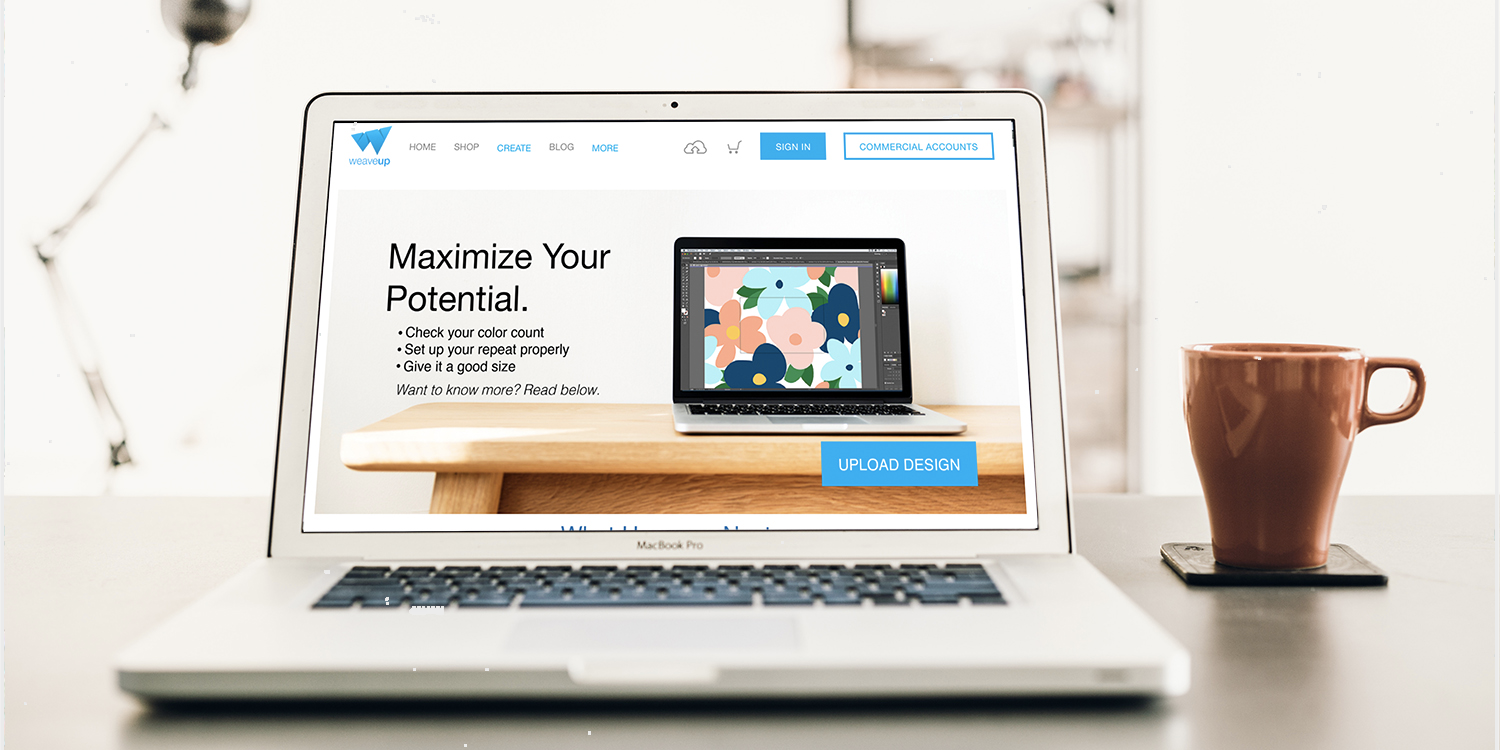 weaveup
HOME SHOP CREATE BLOG MORE
SIGN IN
COMMERCIAL ACCOUNTS
Maximize Your
Potential.
• Check your color count
• Set up your repeat properly
• Give it a good size
Want to know more? Read below.
UPLOAD DESIGN
MacBook Pro